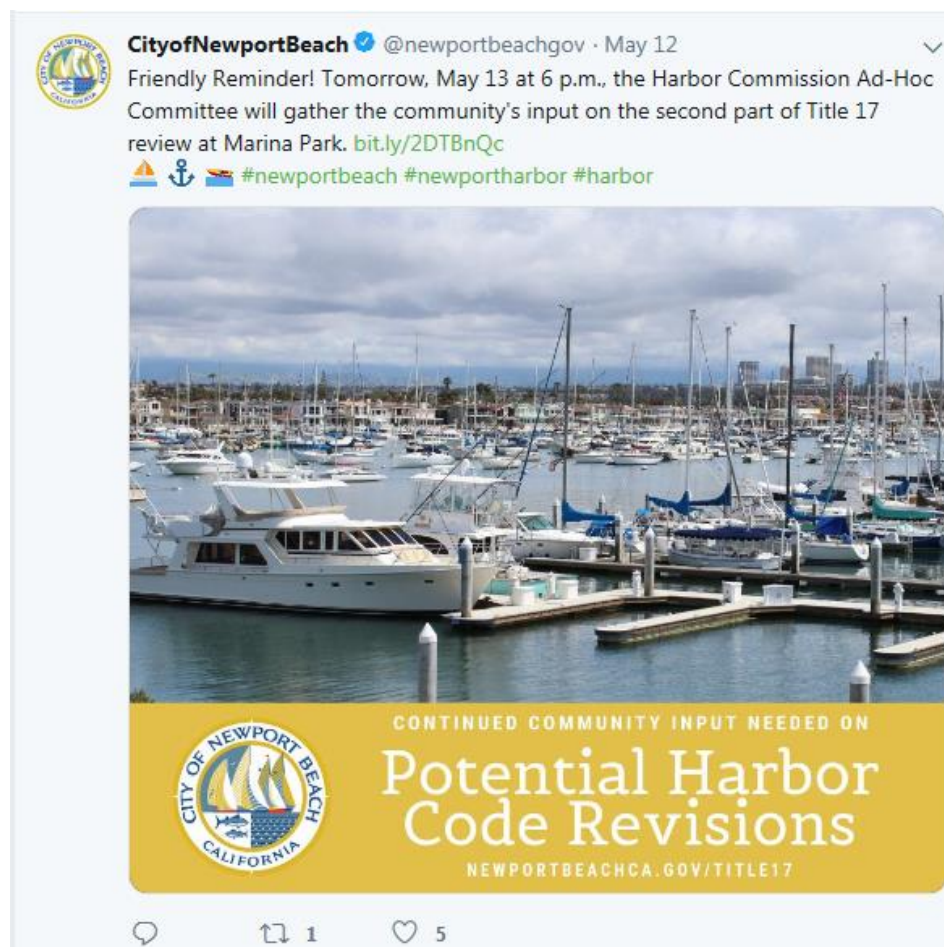 CityofNewportBeach @newportbeachgov · May 12
Friendly Reminder! Tomorrow, May 13 at 6 p.m., the Harbor Commission Ad-Hoc
Committee will gather the community's input on the second part of Title 17
review at Marina Park. bit.ly/2DTBnQc
#newportbeach #newportharbor #harbor
CITY OF NEWPORT BEACH
CALIFORNIA
CONTINUED COMMUNITY INPUT NEEDED ON
Potential Harbor
Code Revisions
NEWPORTBEACHCA.GOV/TITLE17
1 5